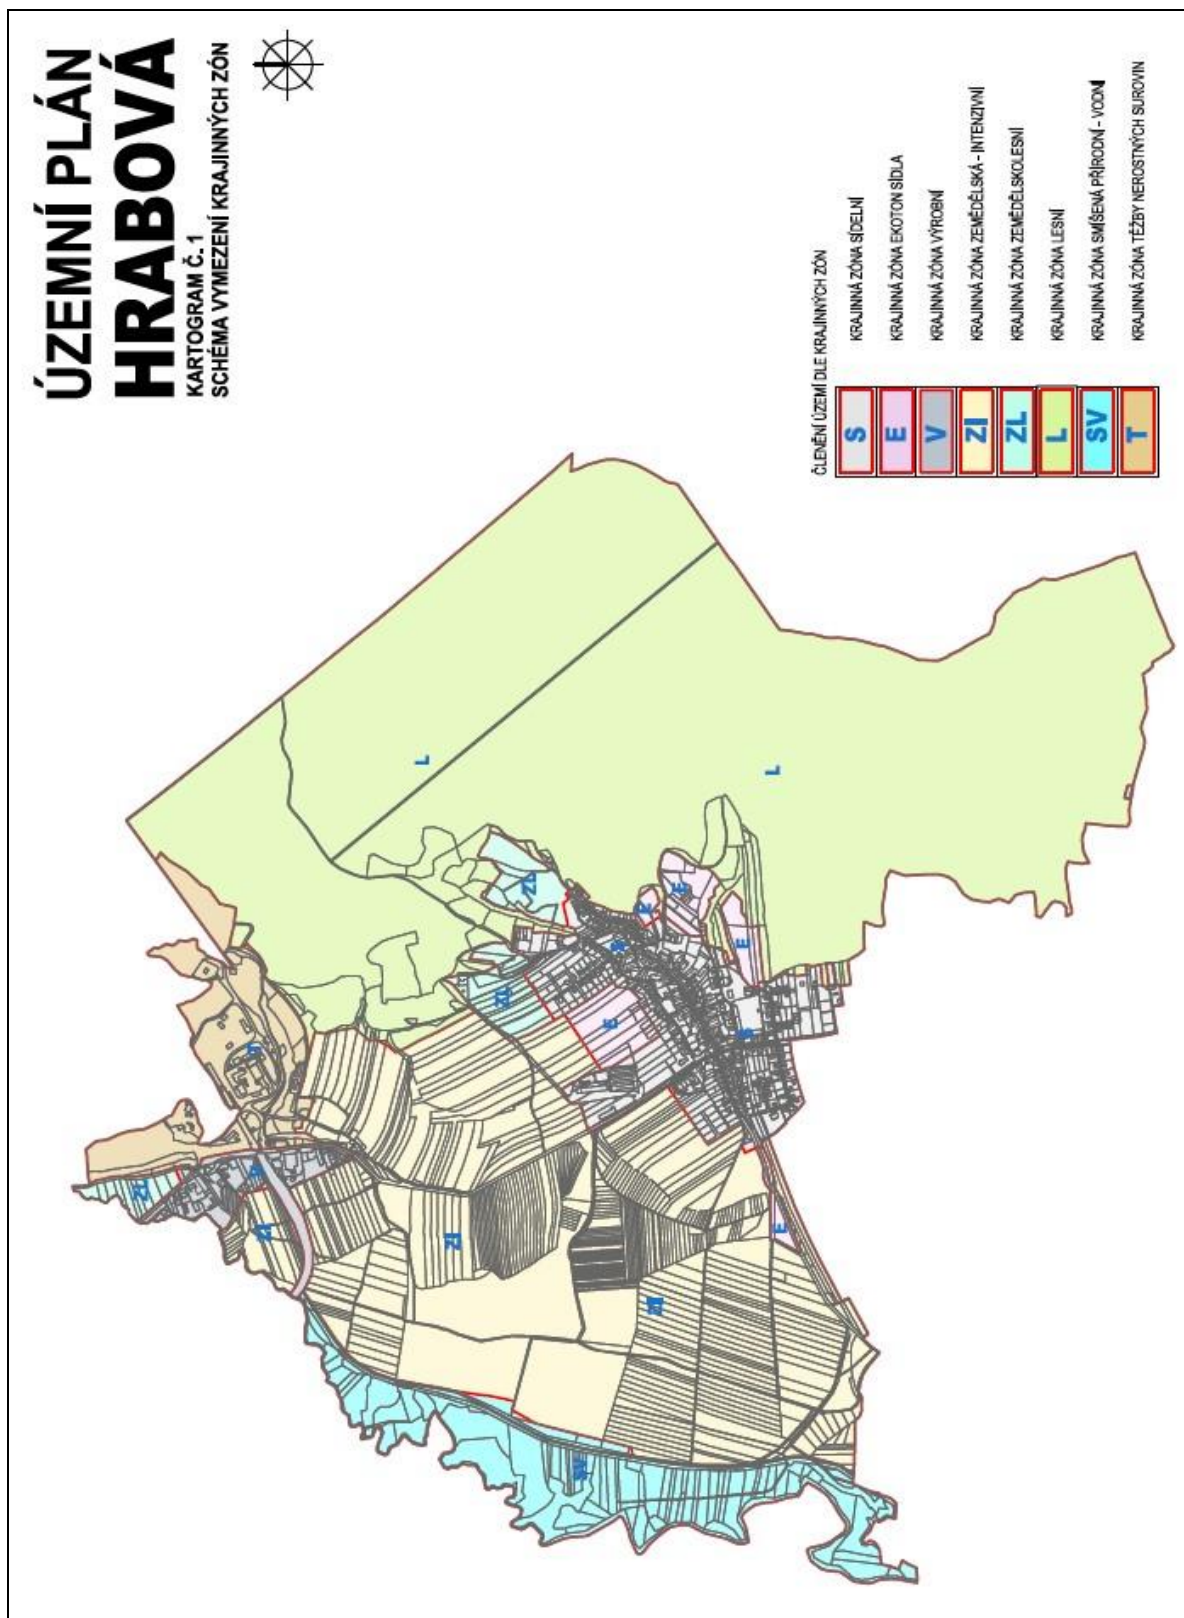 ÚZEMNÍ PLÁN
HRABOVÁ
KARTOGRAM Č. 1
SCHÉMA VYMEZENÍ KRAJINNÝCH ZÓN
ČLENĚNÍ ÚZEMÍ DLE KRAJINNÝCH ZÓN
S KRAJINNÁ ZÓNA SÍDELNÍ
E KRAJINNÁ ZÓNA EKOTON SÍDLA
V KRAJINNÁ ZÓNA VÝROBNÍ
ZI KRAJINNÁ ZÓNA ZEMĚDĚLSKÁ - INTENZIVNÍ
ZL KRAJINNÁ ZÓNA ZEMĚDĚLSKOLESNÍ
L KRAJINNÁ ZÓNA LESNÍ
SV KRAJINNÁ ZÓNA SMÍŠENÁ PŘÍRODNÍ - VODNÍ
T KRAJINNÁ ZÓNA TĚŽBY NEROSTNÝCH SUROVIN
ZL
ZI
ZI
ZI
SV
L
L
ZL
ZL
E
E
E
E
E
S